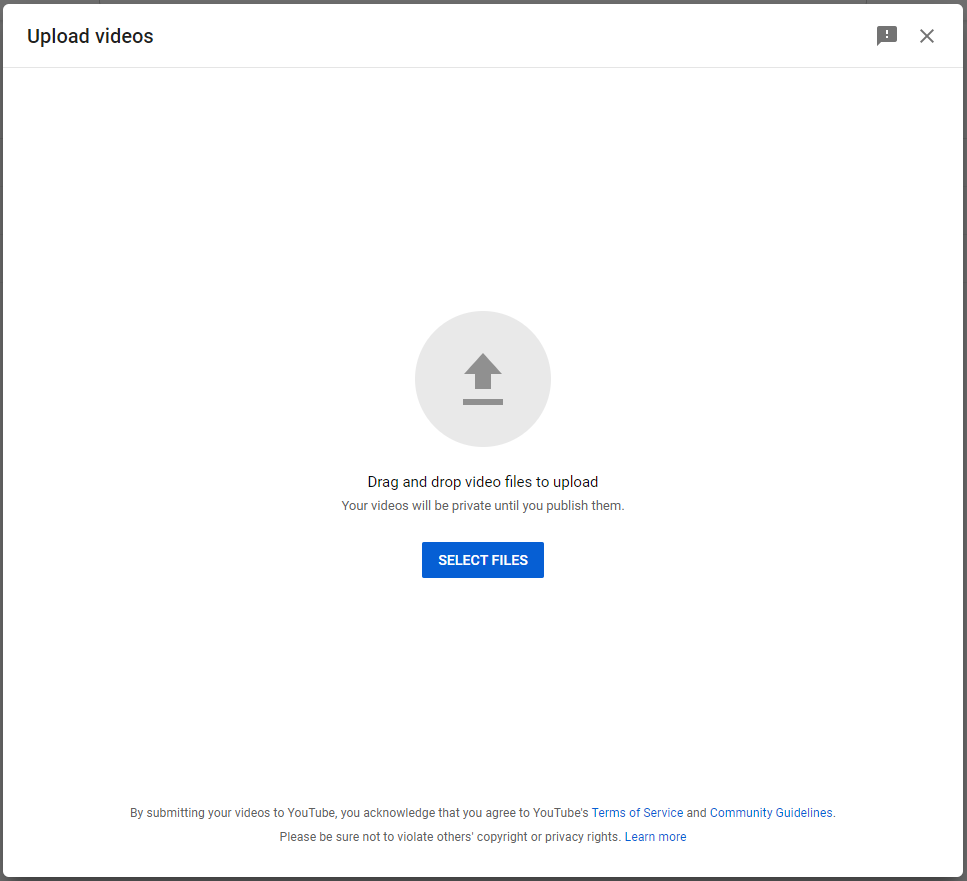 Upload videos
Drag and drop video files to upload
Your videos will be private until you publish them.
SELECT FILES
By submitting your videos to YouTube, you acknowledge that you agree to YouTube's Terms of Service and Community Guidelines.
Please be sure not to violate others' copyright or privacy rights. Learn more